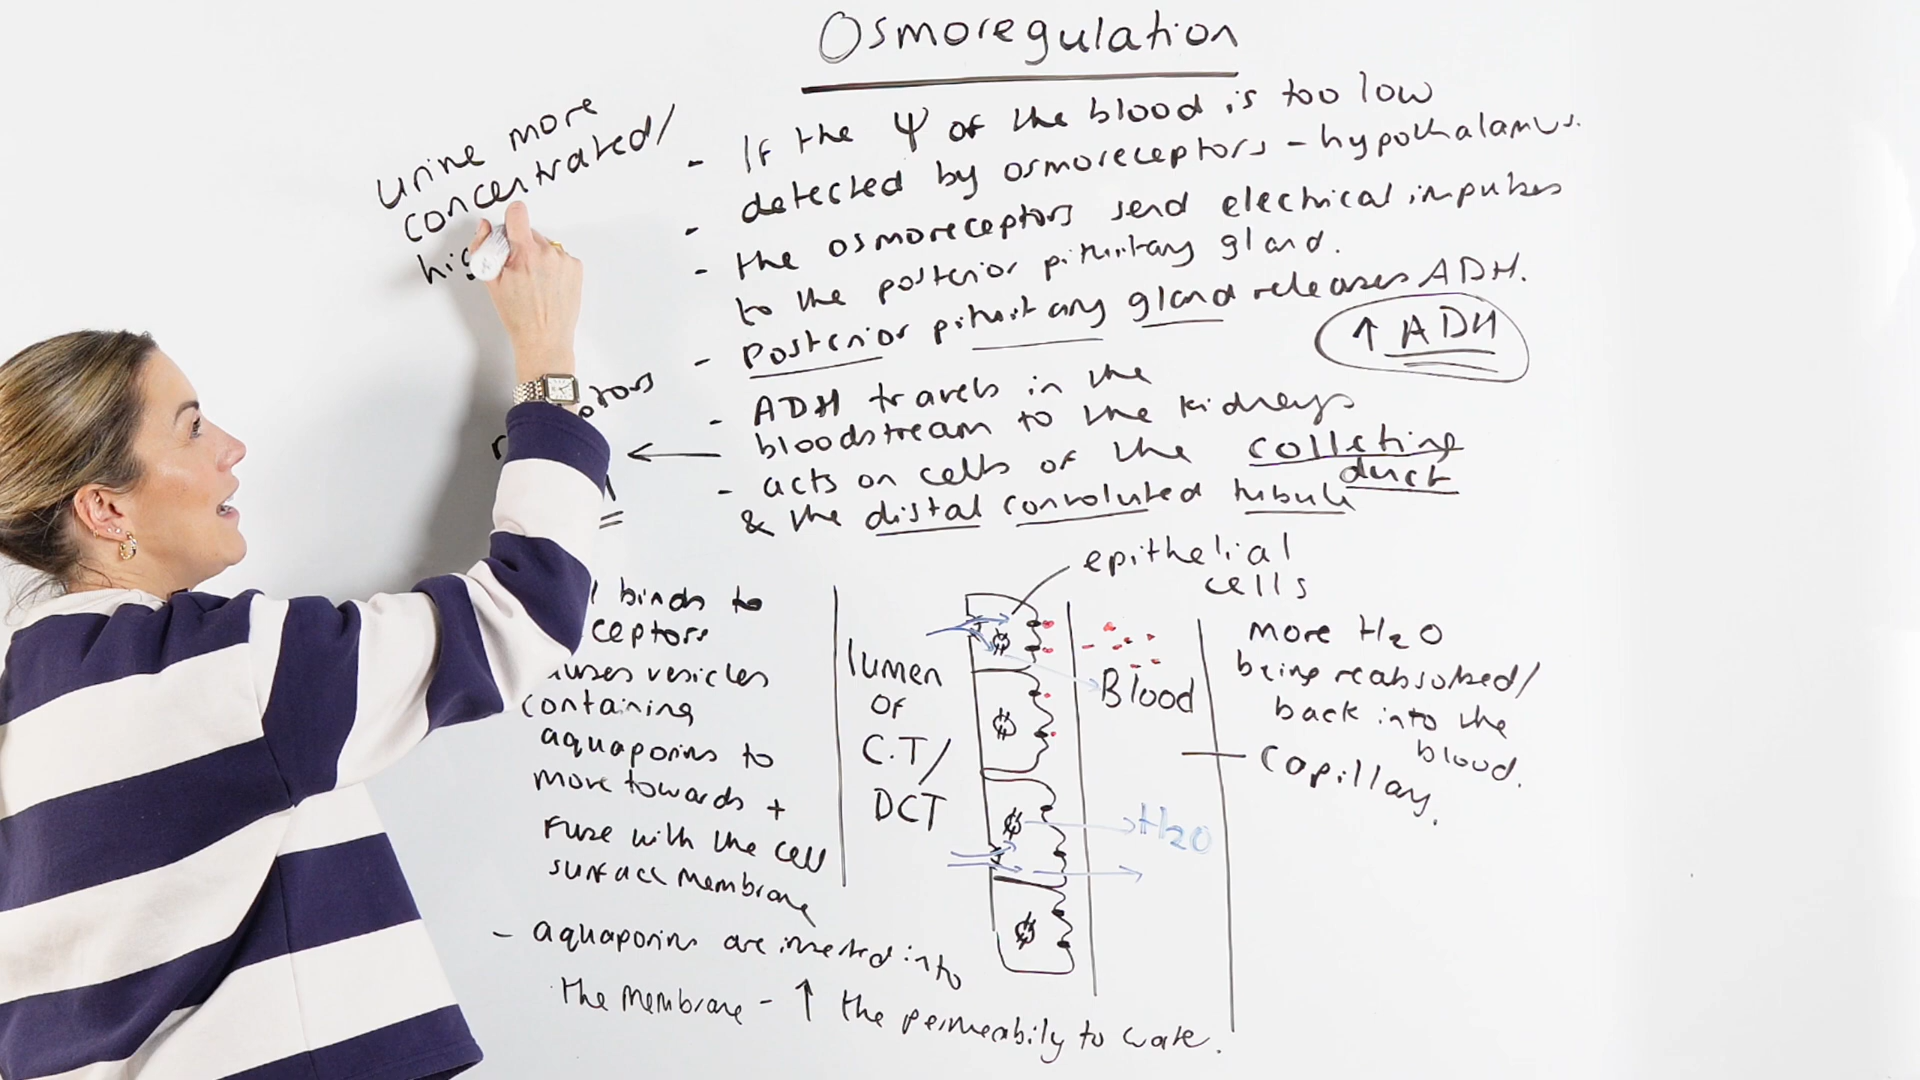 Osmoregulation
urine more
concentrated/
- If the Ψ of the blood is too low
- detected by osmoreceptors - hypothalamus.
- the osmoreceptors send electrical impulses
to the posterior pituitary gland.
- Posterior pituitary gland releases ADH.
↑ ADH
- ADH travels in the
bloodstream to the kidneys
- acts on cells of the collecting
duct
& the distal convoluted tubule
binds to
ceptors
vesicles
containing
aquaporins to
move towards +
fuse with the cell
surface membrane
- aquaporins are inserted into
the membrane - ↑ the permeabily to water.
lumen
of
C.T/
DCT
epithelial
cells
Blood
H2O
more H2O
being reabsorbed/
back into the
blood.
capillary.